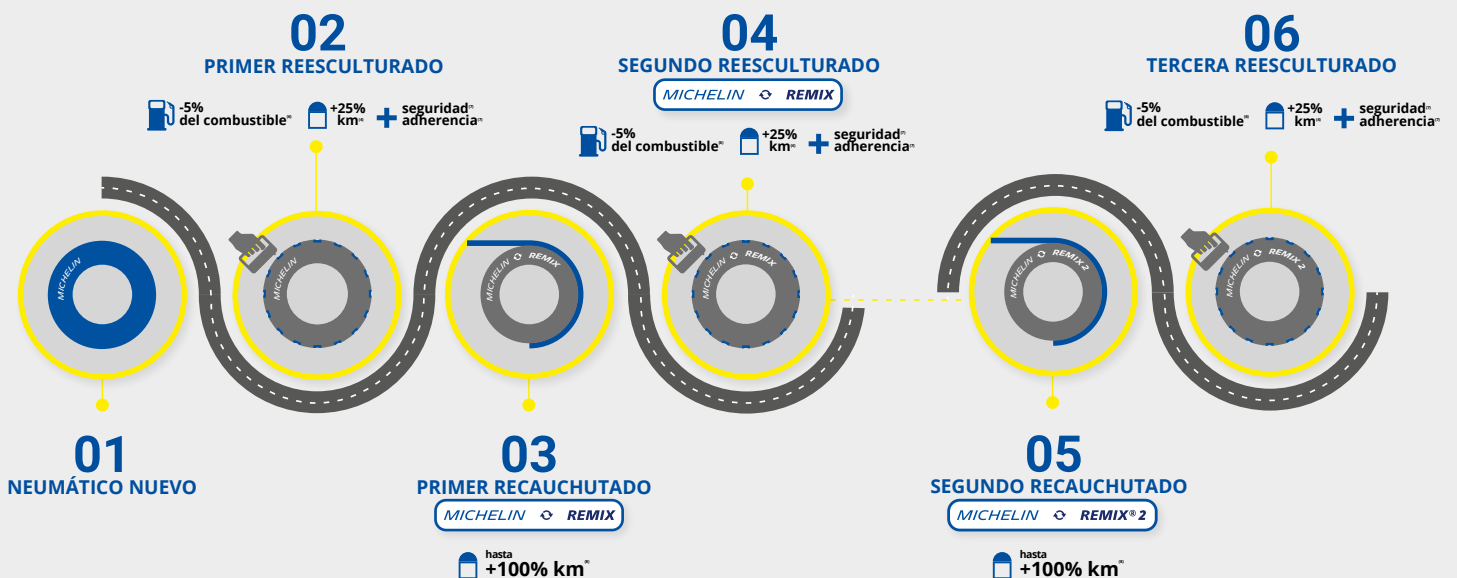 01
NEUMÁTICO NUEVO
MICHELIN
02
PRIMER REESCULTURADO
-5%
del combustible
+25%
km
+ seguridad
adherencia
MICHELIN
03
PRIMER RECAUCHUTADO
MICHELIN REMIX
hasta
+100% km
MICHELIN REMIX
04
SEGUNDO REESCULTURADO
MICHELIN REMIX
-5%
del combustible
+25%
km
+ seguridad
adherencia
MICHELIN REMIX
05
SEGUNDO RECAUCHUTADO
MICHELIN REMIX® 2
hasta
+100% km
MICHELIN REMIX 2
06
TERCERA REESCULTURADO
-5%
del combustible
+25%
km
+ seguridad
adherencia
MICHELIN REMIX 2